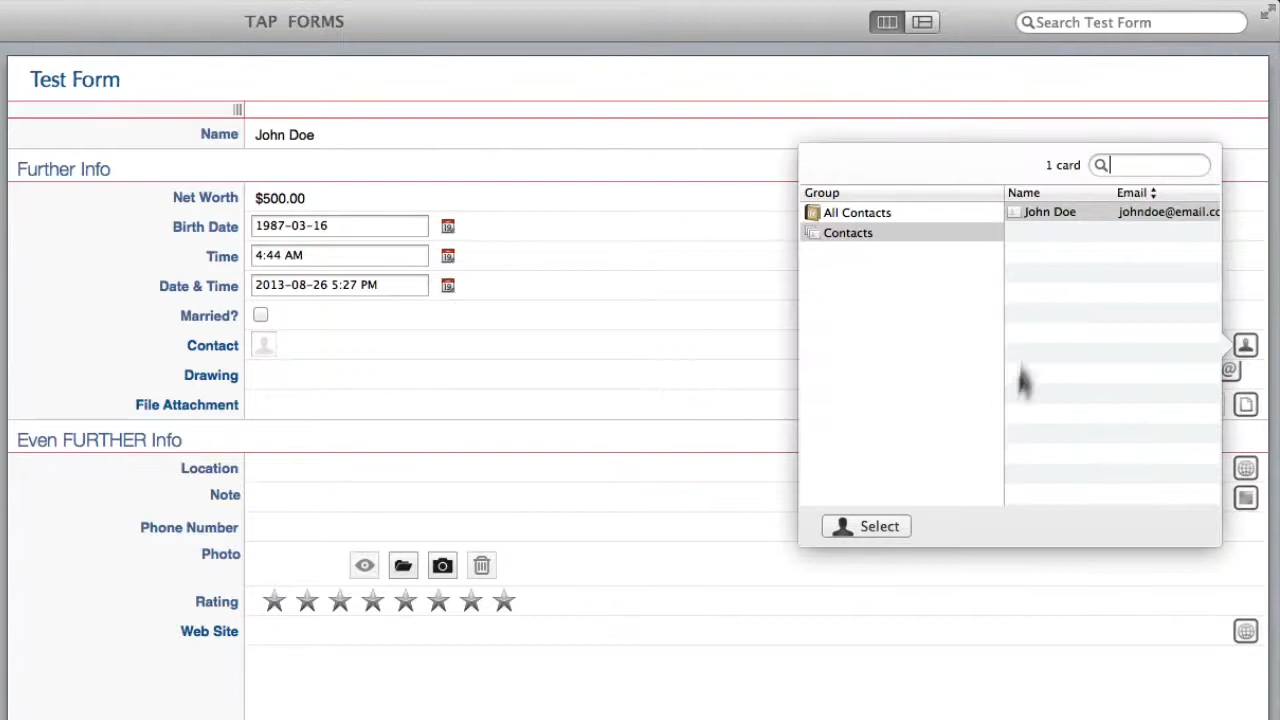 TAP FORMS
Search Test Form
Test Form
Name John Doe
Further Info
Net Worth $500.00
Birth Date 1987-03-16
Time 4:44 AM
Date & Time 2013-08-26 5:27 PM
Married?
Contact
Drawing
File Attachment
Even FURTHER Info
Location
Note
Phone Number
Photo
Rating
Web Site
1 card
Group Name Email
All Contacts John Doe johndoe@email.cc
Contacts
Select
@